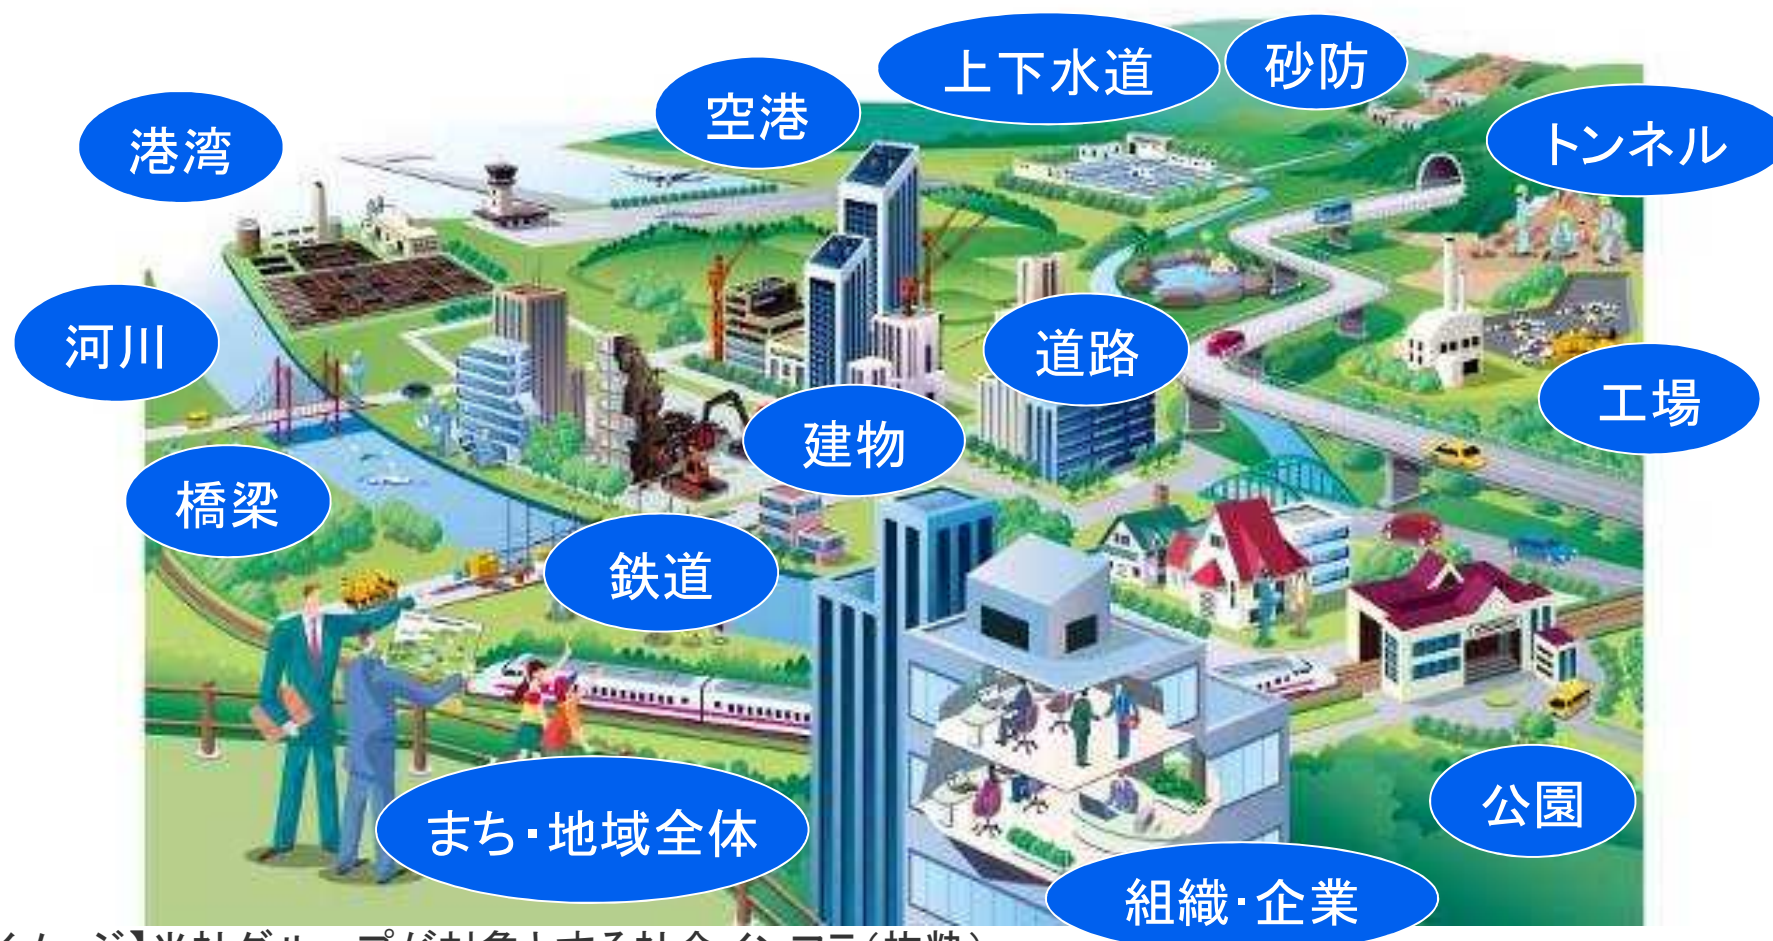 上下水道
砂防
空港
港湾
トンネル
河川
道路
工場
建物
橋梁
鉄道
公園
まち・地域全体
組織・企業